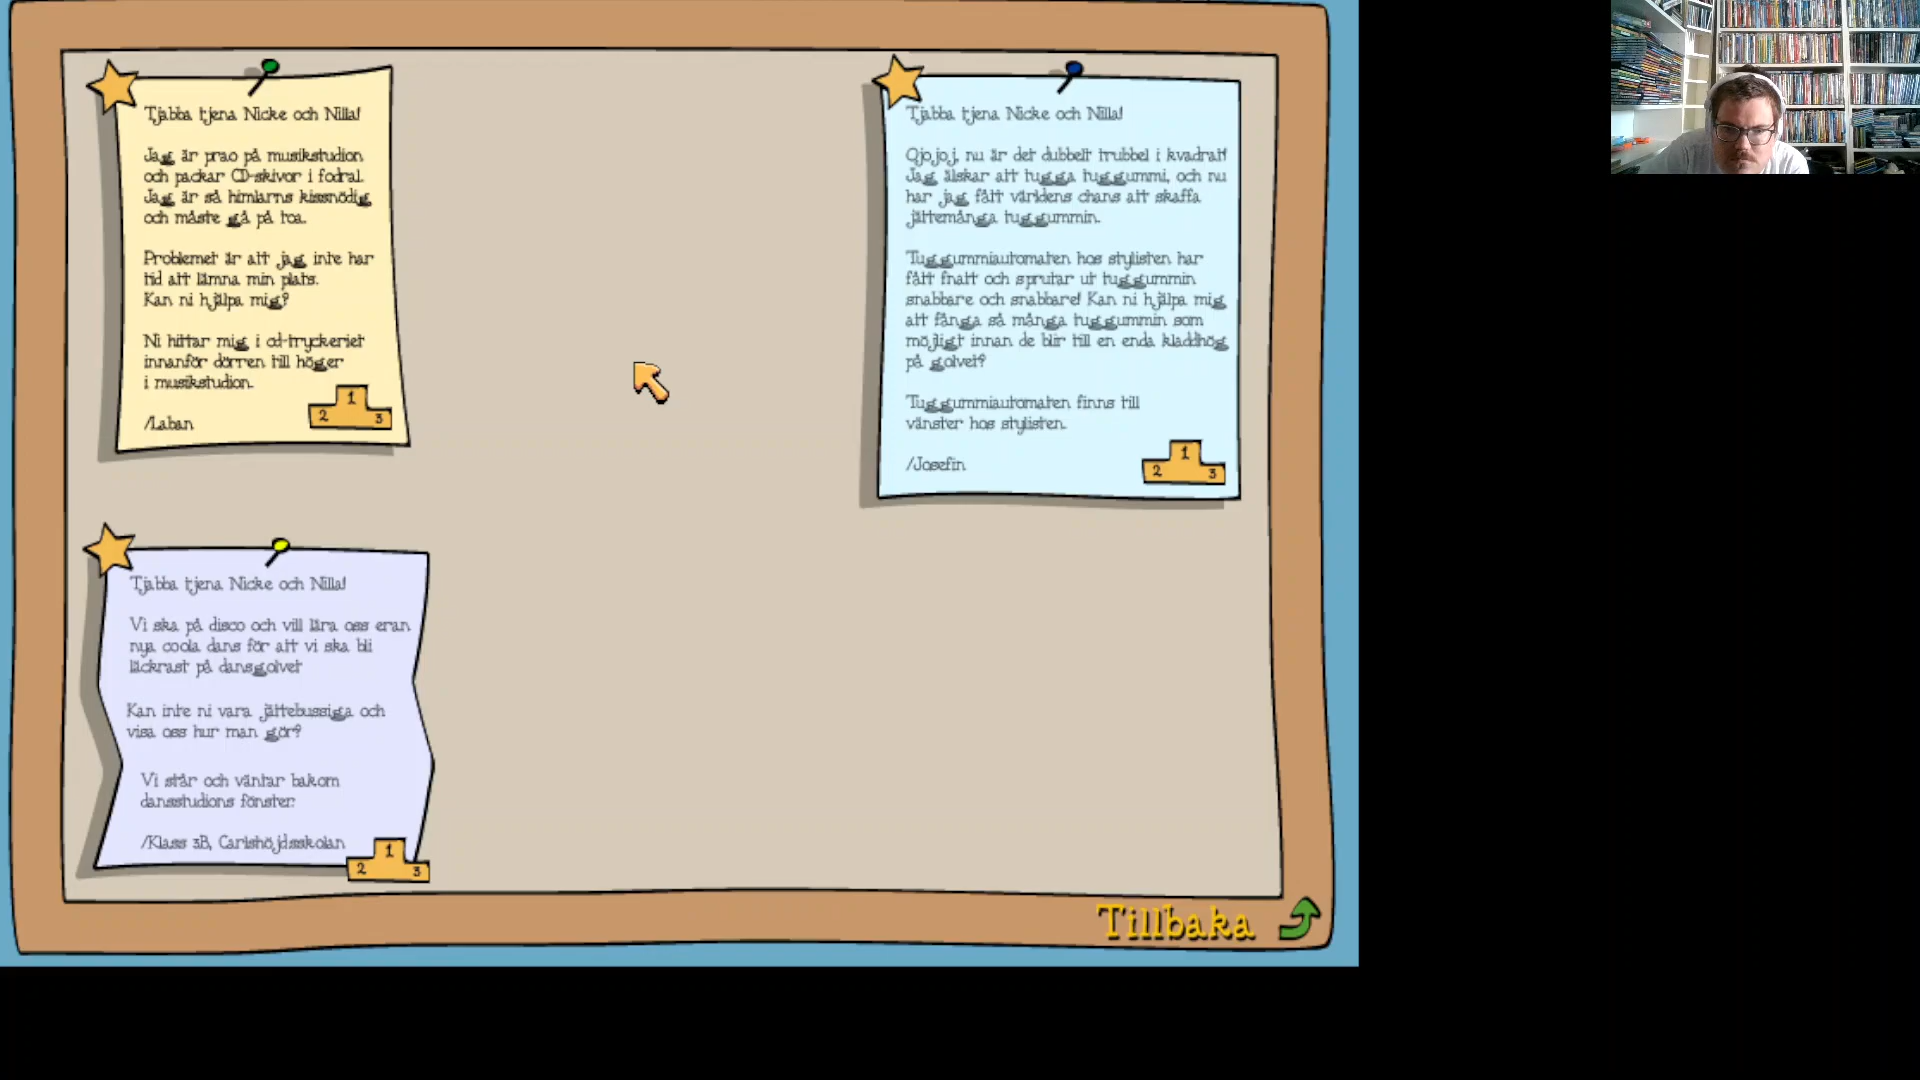 Tjabba tjena Nicke och Nilla!
Jag är prao på musikstudion
och packar CD-skivor i fodral.
Jag är så himlarns kissnödig
och måste gå på toa.
Problemet är att jag inte har
tid att lämna min plats.
Kan ni hjälpa mig?
Ni hittar mig i cd-tryckeriet
innanför dörren till höger
i musikstudion.
/Laban
1
2
3
Tjabba tjena Nicke och Nilla!
Ojojoj, nu är det dubbelt trubbel i kvadrat!
Jag älskar att tugga tuggummi, och nu
har jag fått världens chans att skaffa
jättemånga tuggummin.
Tuggummiautomaten hos stylisten har
fått fnatt och sprutar ut tuggummin
snabbare och snabbare! Kan ni hjälpa mig
att fånga så många tuggummin som
möjligt innan de blir till en enda kladdhög
på golvet?
Tuggummiautomaten finns till
vänster hos stylisten.
/Josefin
1
2
3
Tjabba tjena Nicke och Nilla!
Vi ska på disco och vill lära oss eran
nya coola dans för att vi ska bli
läckrast på dansgolvet
Kan inte ni vara jättebussiga och
visa oss hur man gör?
Vi står och väntar bakom
dansstudions fönster.
/Klass 3B, Carlshöjdsskolan
1
2
3
Tillbaka